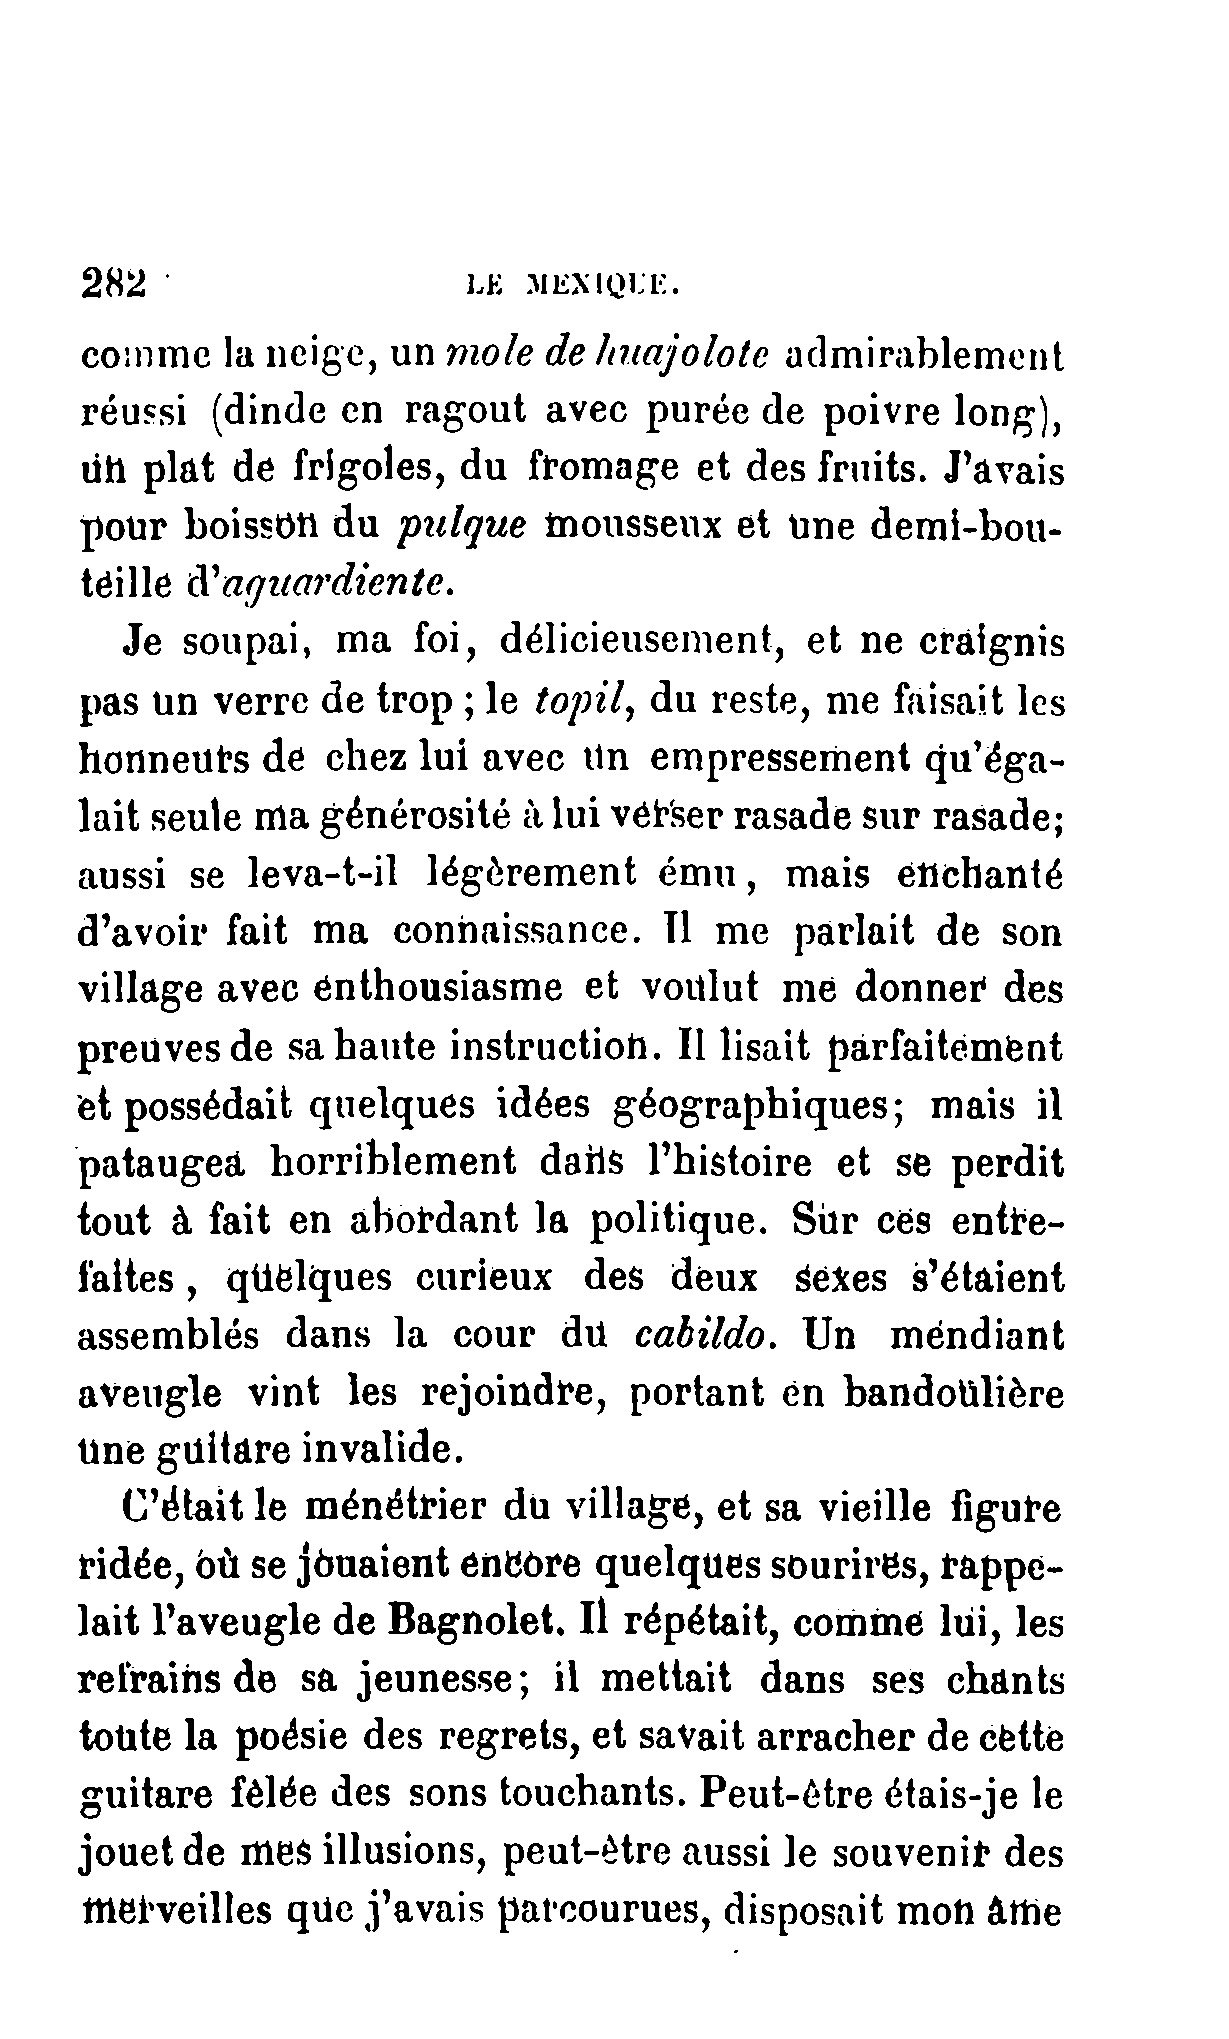 282 LE MEXIQUE.
comme la neige, un mole de huajolote admirablement
réussi (dinde en ragout avec purée de poivre long),
un plat de frigoles, du fromage et des fruits. J'avais
pour boisson du pulque mousseux et une demi-bou-
teille d'aguardiente.
Je soupai, ma foi, délicieusement, et ne craignis
pas un verre de trop ; le topil, du reste, me faisait les
honneurs de chez lui avec un empressement qu'éga-
lait seule ma générosité à lui verser rasade sur rasade;
aussi se leva-t-il légèrement ému, mais enchanté
d'avoir fait ma connaissance. Il me parlait de son
village avec enthousiasme et voulut me donner des
preuves de sa haute instruction. Il lisait parfaitement
et possédait quelques idées géographiques; mais il
pataugea horriblement dans l'histoire et se perdit
tout à fait en abordant la politique. Sur ces entre-
faites, quelques curieux des deux sexes s'étaient
assemblés dans la cour du cabildo. Un mendiant
aveugle vint les rejoindre, portant en bandoulière
une guitare invalide.
C'était le ménétrier du village, et sa vieille figure
ridée, où se jouaient encore quelques sourires, rappe-
lait l'aveugle de Bagnolet. Il répétait, comme lui, les
refrains de sa jeunesse; il mettait dans ses chants
toute la poésie des regrets, et savait arracher de cette
guitare fêlée des sons touchants. Peut-être étais-je le
jouet de mes illusions, peut-être aussi le souvenir des
merveilles que j'avais parcourues, disposait mon âme